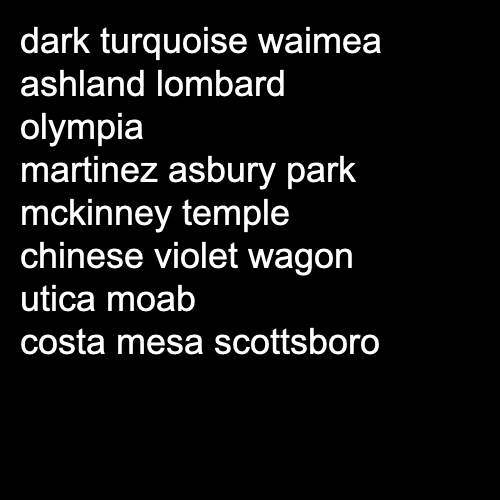 dark turquoise waimea
ashland lombard
olympia
martinez asbury park
mckinney temple
chinese violet wagon
utica moab
costa mesa scottsboro